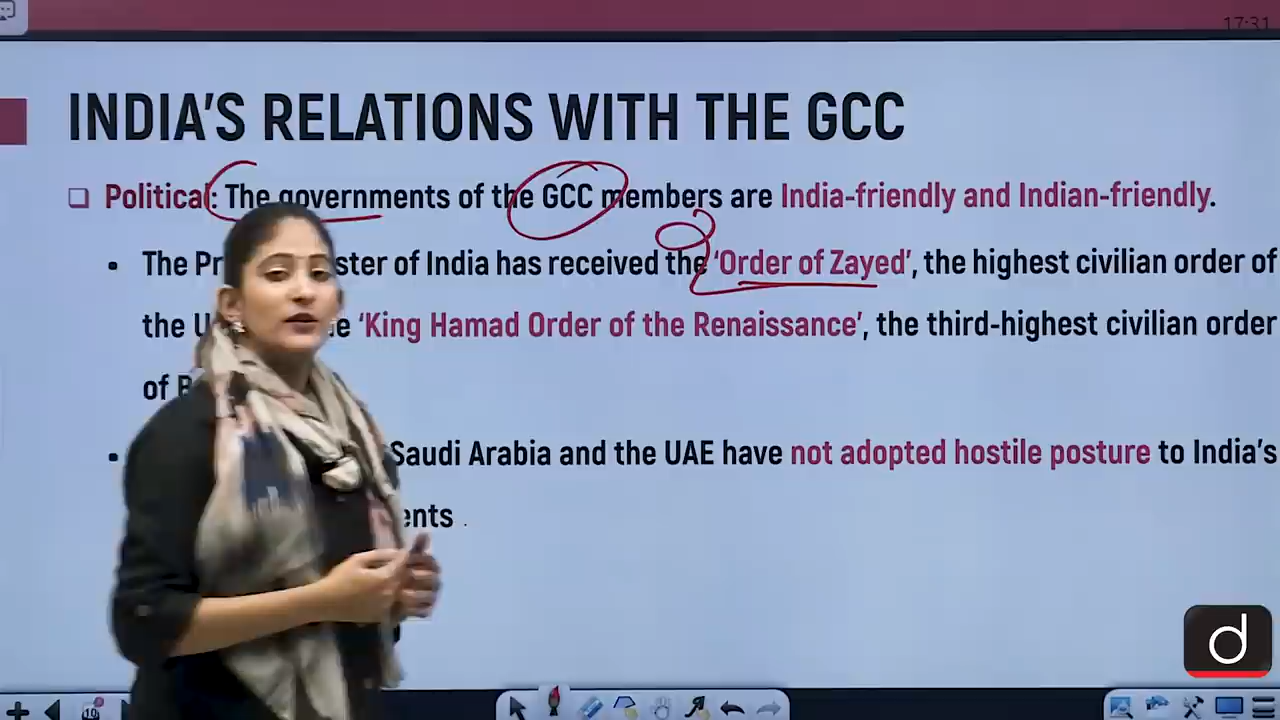 17:31
INDIA'S RELATIONS WITH THE GCC
Political: The governments of the GCC members are India-friendly and Indian-friendly.
The ster of India has received the 'Order of Zayed', the highest civilian order of
the 'King Hamad Order of the Renaissance', the third-highest civilian order
of
Saudi Arabia and the UAE have not adopted hostile posture to India's
ents .
d
19